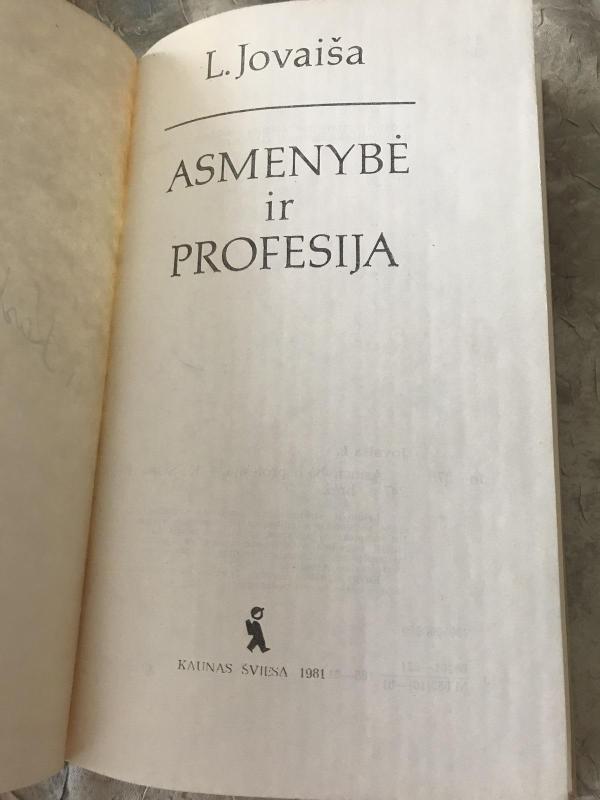 L. Jovaiša
ASMENYBĖ
ir
PROFESIJA
KAUNAS ŠVIESA 1981